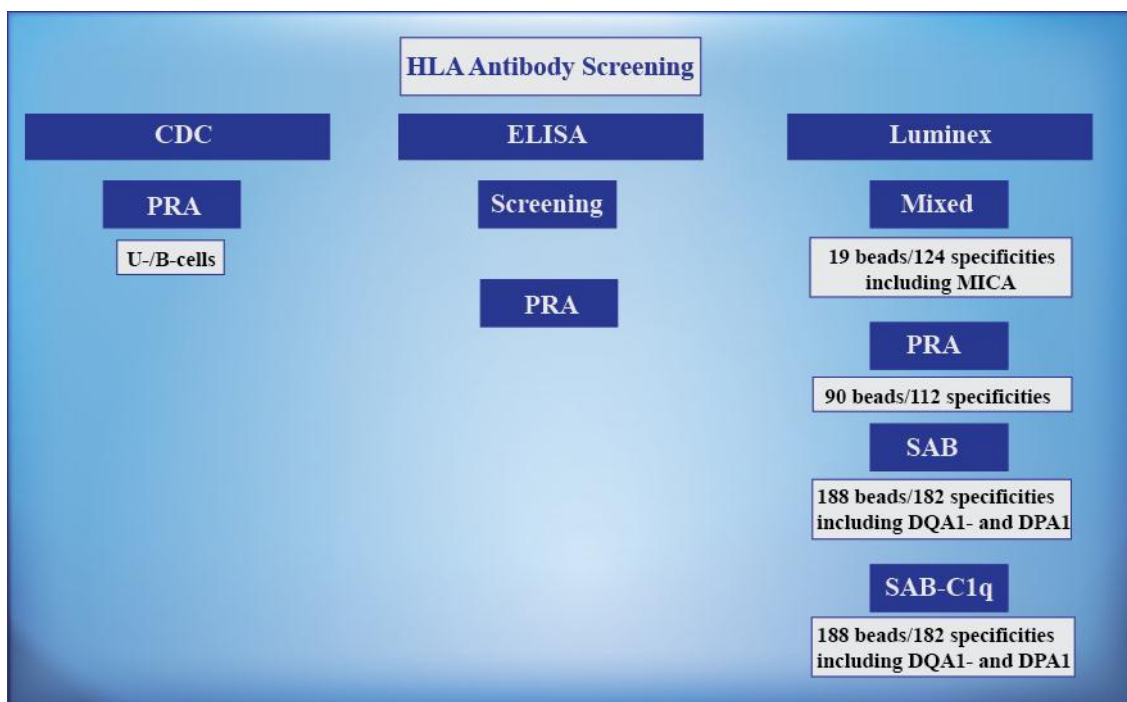 HLA Antibody Screening
CDC
ELISA
Luminex
PRA
Screening
Mixed
U-/B-cells
19 beads/124 specificities
including MICA
PRA
PRA
90 beads/112 specificities
SAB
188 beads/182 specificities
including DQA1- and DPA1
SAB-C1q
188 beads/182 specificities
including DQA1- and DPA1